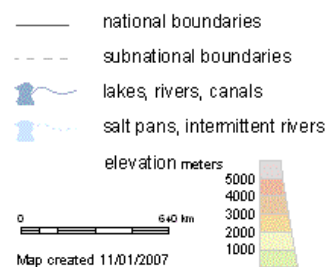 national boundaries
subnational boundaries
lakes, rivers, canals
salt pans, intermittent rivers
elevation meters
5000
4000
3000
2000
1000
0 640 km
Map created 11/01/2007